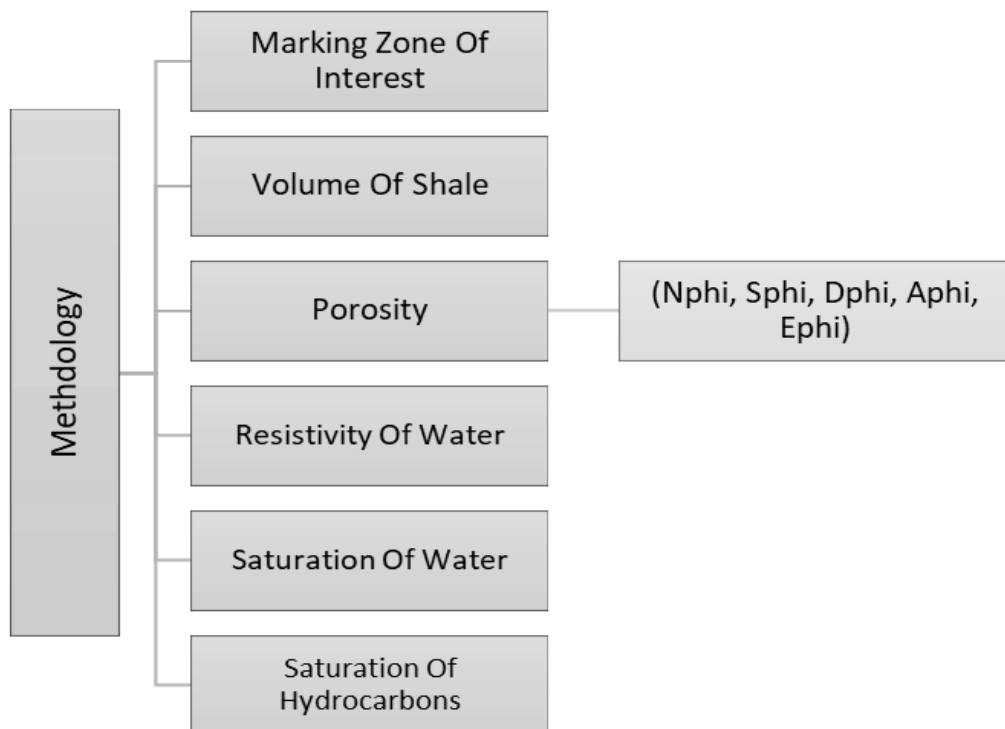 Methdology
Marking Zone Of
Interest
Volume Of Shale
Porosity
(Nphi, Sphi, Dphi, Aphi,
Ephi)
Resistivity Of Water
Saturation Of Water
Saturation Of
Hydrocarbons